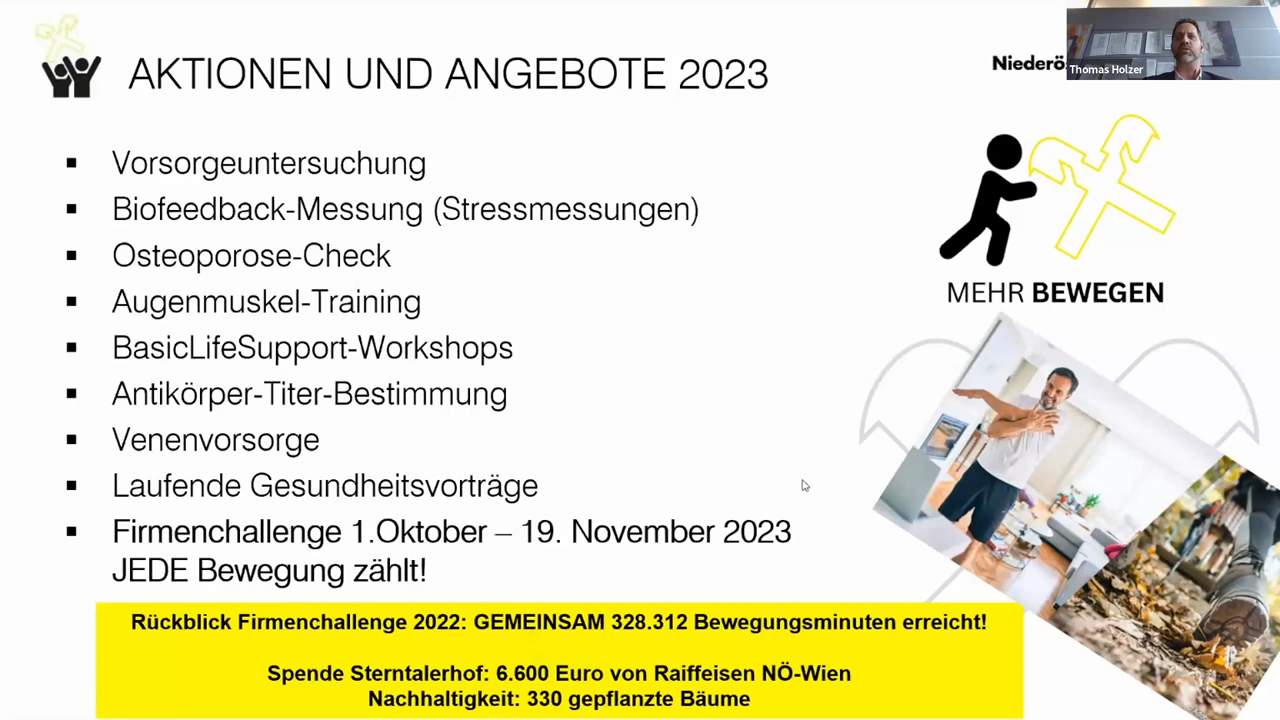 AKTIONEN UND ANGEBOTE 2023
Thomas Holzer
▪ Vorsorgeuntersuchung
▪ Biofeedback-Messung (Stressmessungen)
▪ Osteoporose-Check
▪ Augenmuskel-Training
▪ BasicLifeSupport-Workshops
▪ Antikörper-Titer-Bestimmung
▪ Venenvorsorge
▪ Laufende Gesundheitsvorträge
▪ Firmenchallenge 1.Oktober – 19. November 2023
JEDE Bewegung zählt!
MEHR BEWEGEN
Rückblick Firmenchallenge 2022: GEMEINSAM 328.312 Bewegungsminuten erreicht!
Spende Sterntalerhof: 6.600 Euro von Raiffeisen NÖ-Wien
Nachhaltigkeit: 330 gepflanzte Bäume